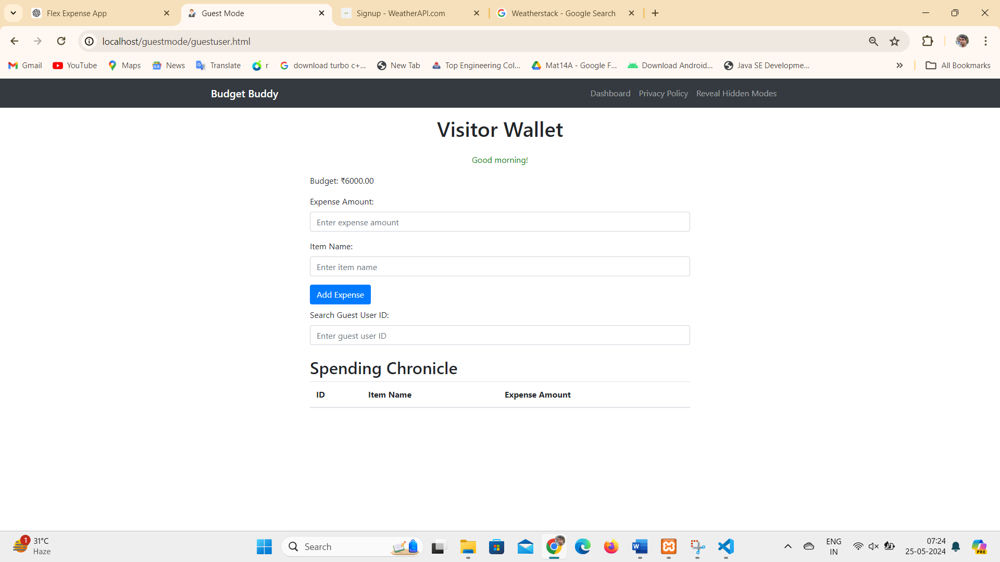 Flex Expense App
Guest Mode
Signup - WeatherAPI.com
Weatherstack - Google Search
localhost/guestmode/guestuser.html
Gmail
YouTube
Maps
News
Translate
r
download turbo c+...
New Tab
Top Engineering Col...
Mat14A - Google F...
Download Android...
Java SE Developme...
All Bookmarks
Budget Buddy
Dashboard
Privacy Policy
Reveal Hidden Modes
Visitor Wallet
Good morning!
Budget: ₹6000.00
Expense Amount:
Enter expense amount
Item Name:
Enter item name
Add Expense
Search Guest User ID:
Enter guest user ID
Spending Chronicle
ID Item Name Expense Amount
1
31°C
Haze
Search
ENG
IN
07:24
25-05-2024
PRE